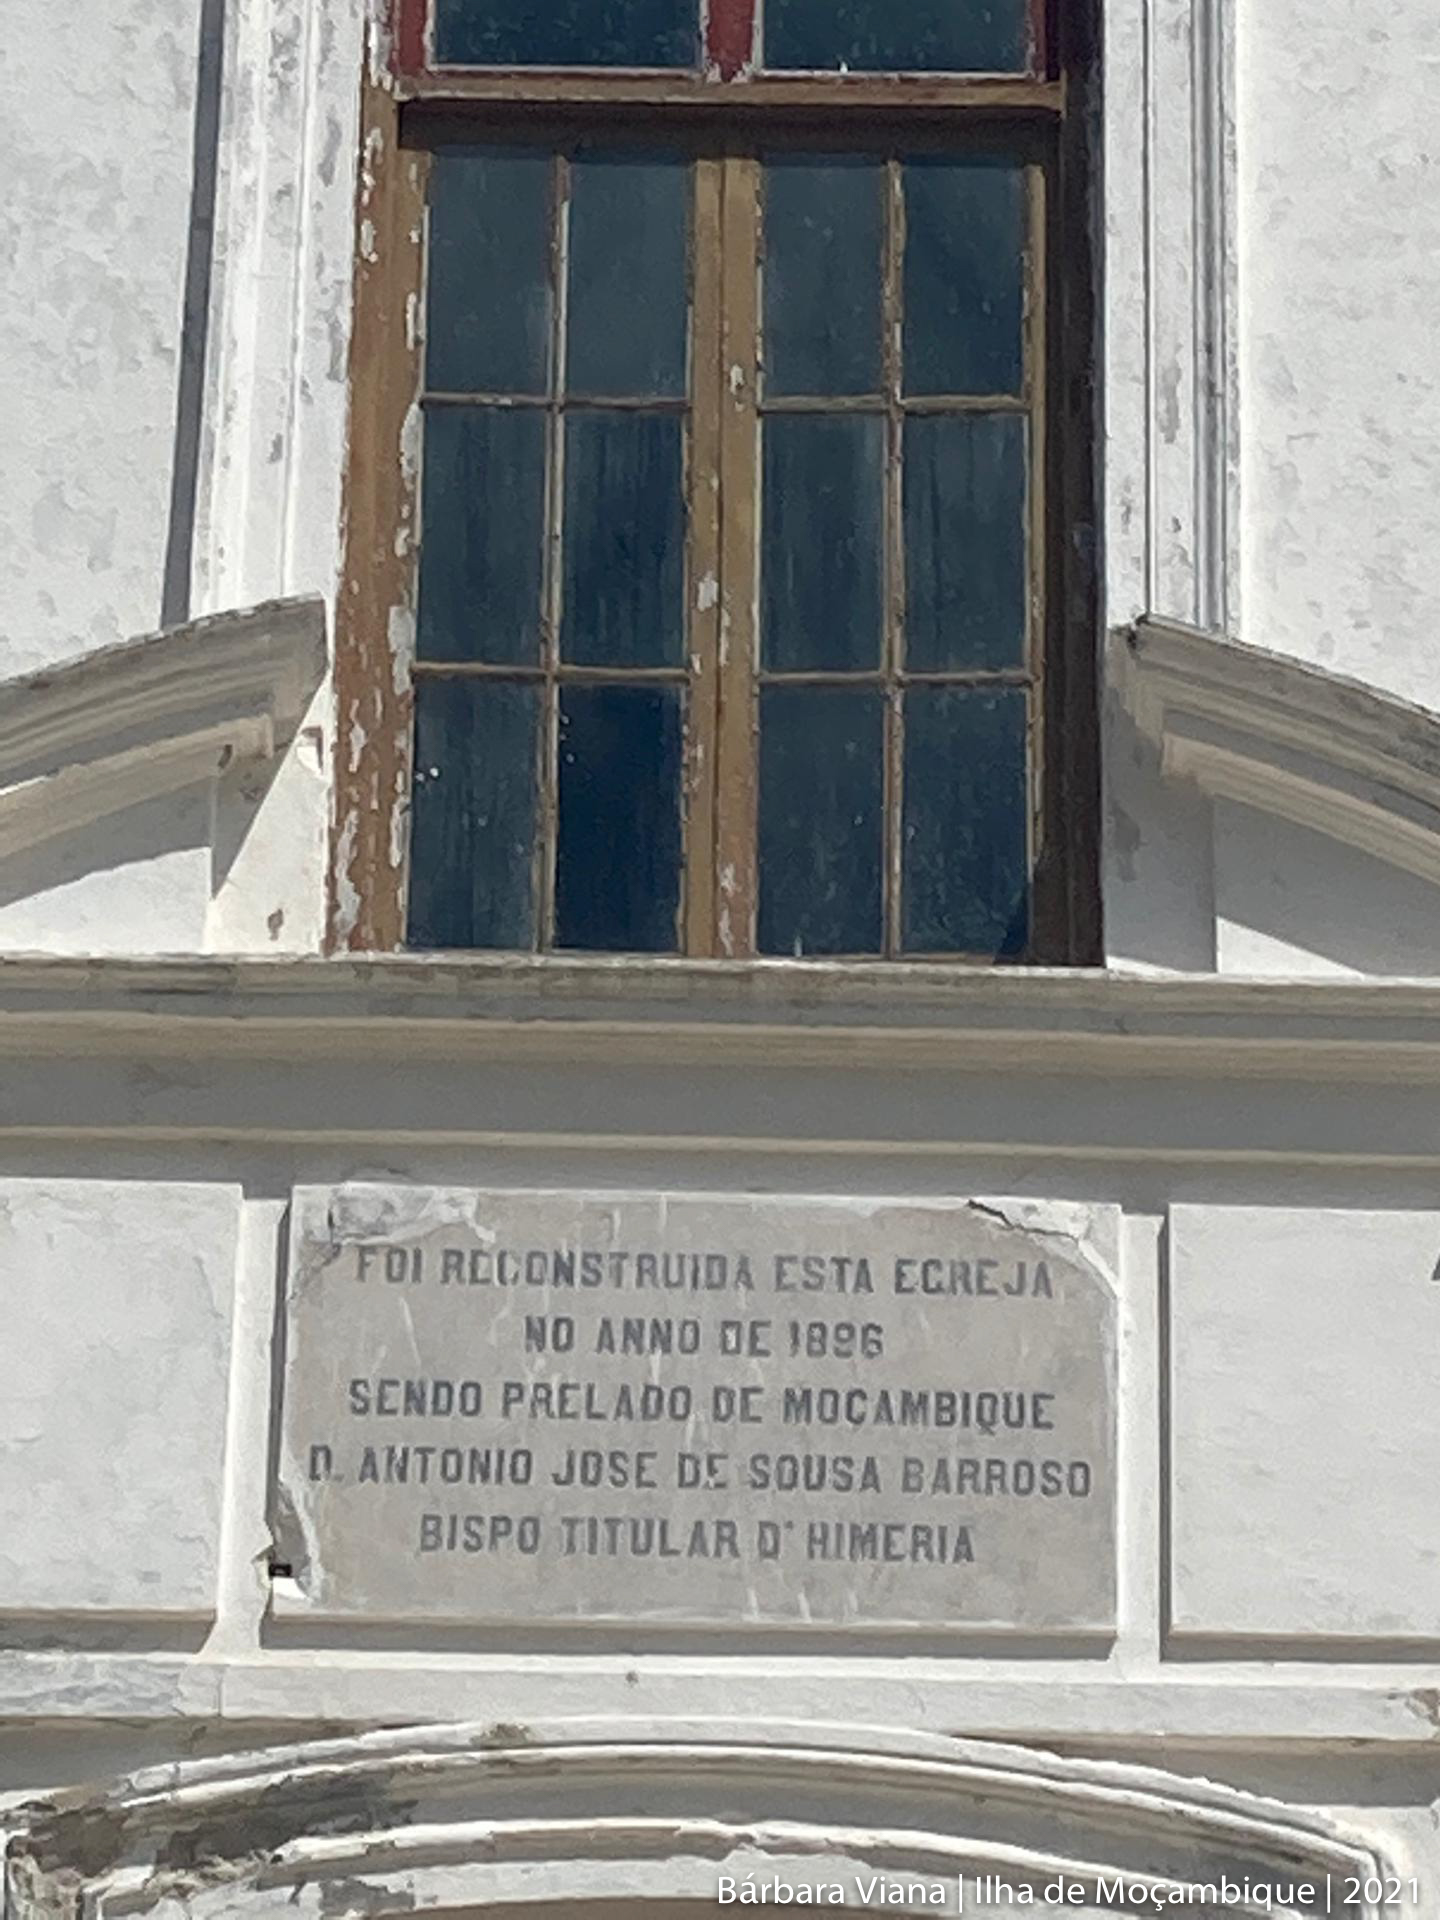 FOI RECONSTRUIDA ESTA EGREJA
NO ANNO DE 1896
SENDO PRELADO DE MOÇAMBIQUE
D. ANTONIO JOSE DE SOUSA BARROSO
BISPO TITULAR D'HIMERIA
Bárbara Viana | Ilha de Moçambique | 2021